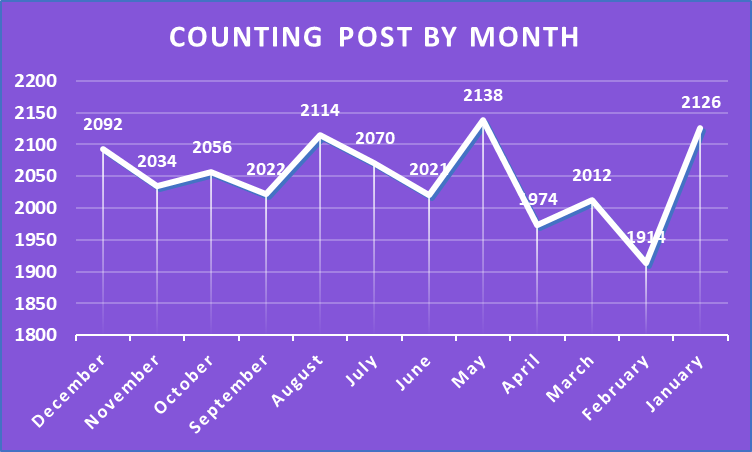 COUNTING POST BY MONTH
2200
2150
2100
2050
2000
1950
1900
1850
1800
2092
2034
2056
2022
2114
2070
2021
2138
1974
2012
1914
2126
December
November
October
September
August
July
June
May
April
March
February
January